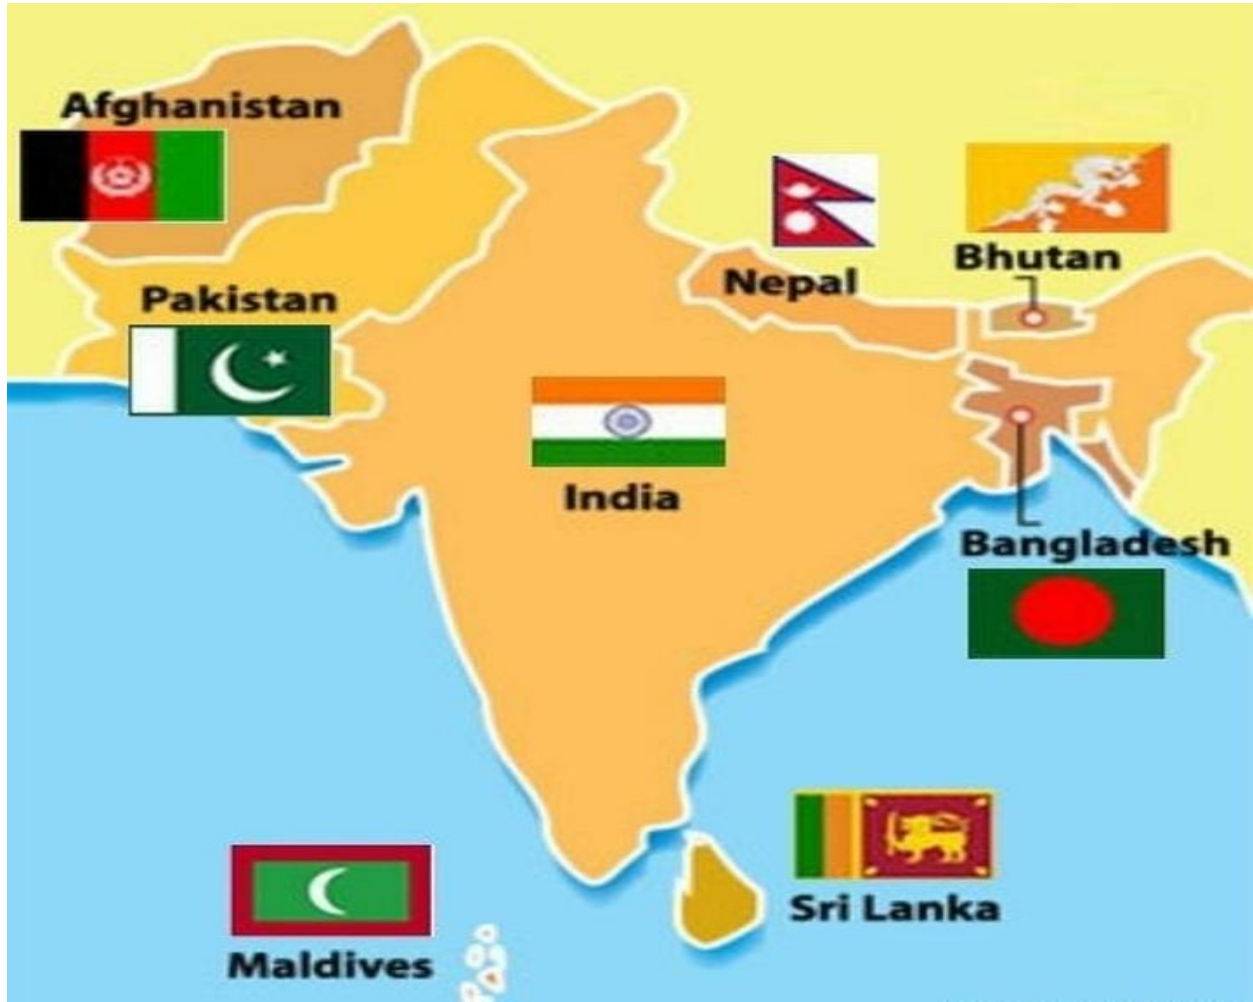 Afghanistan
Nepal
Bhutan
Pakistan
India
Bangladesh
Sri Lanka
Maldives